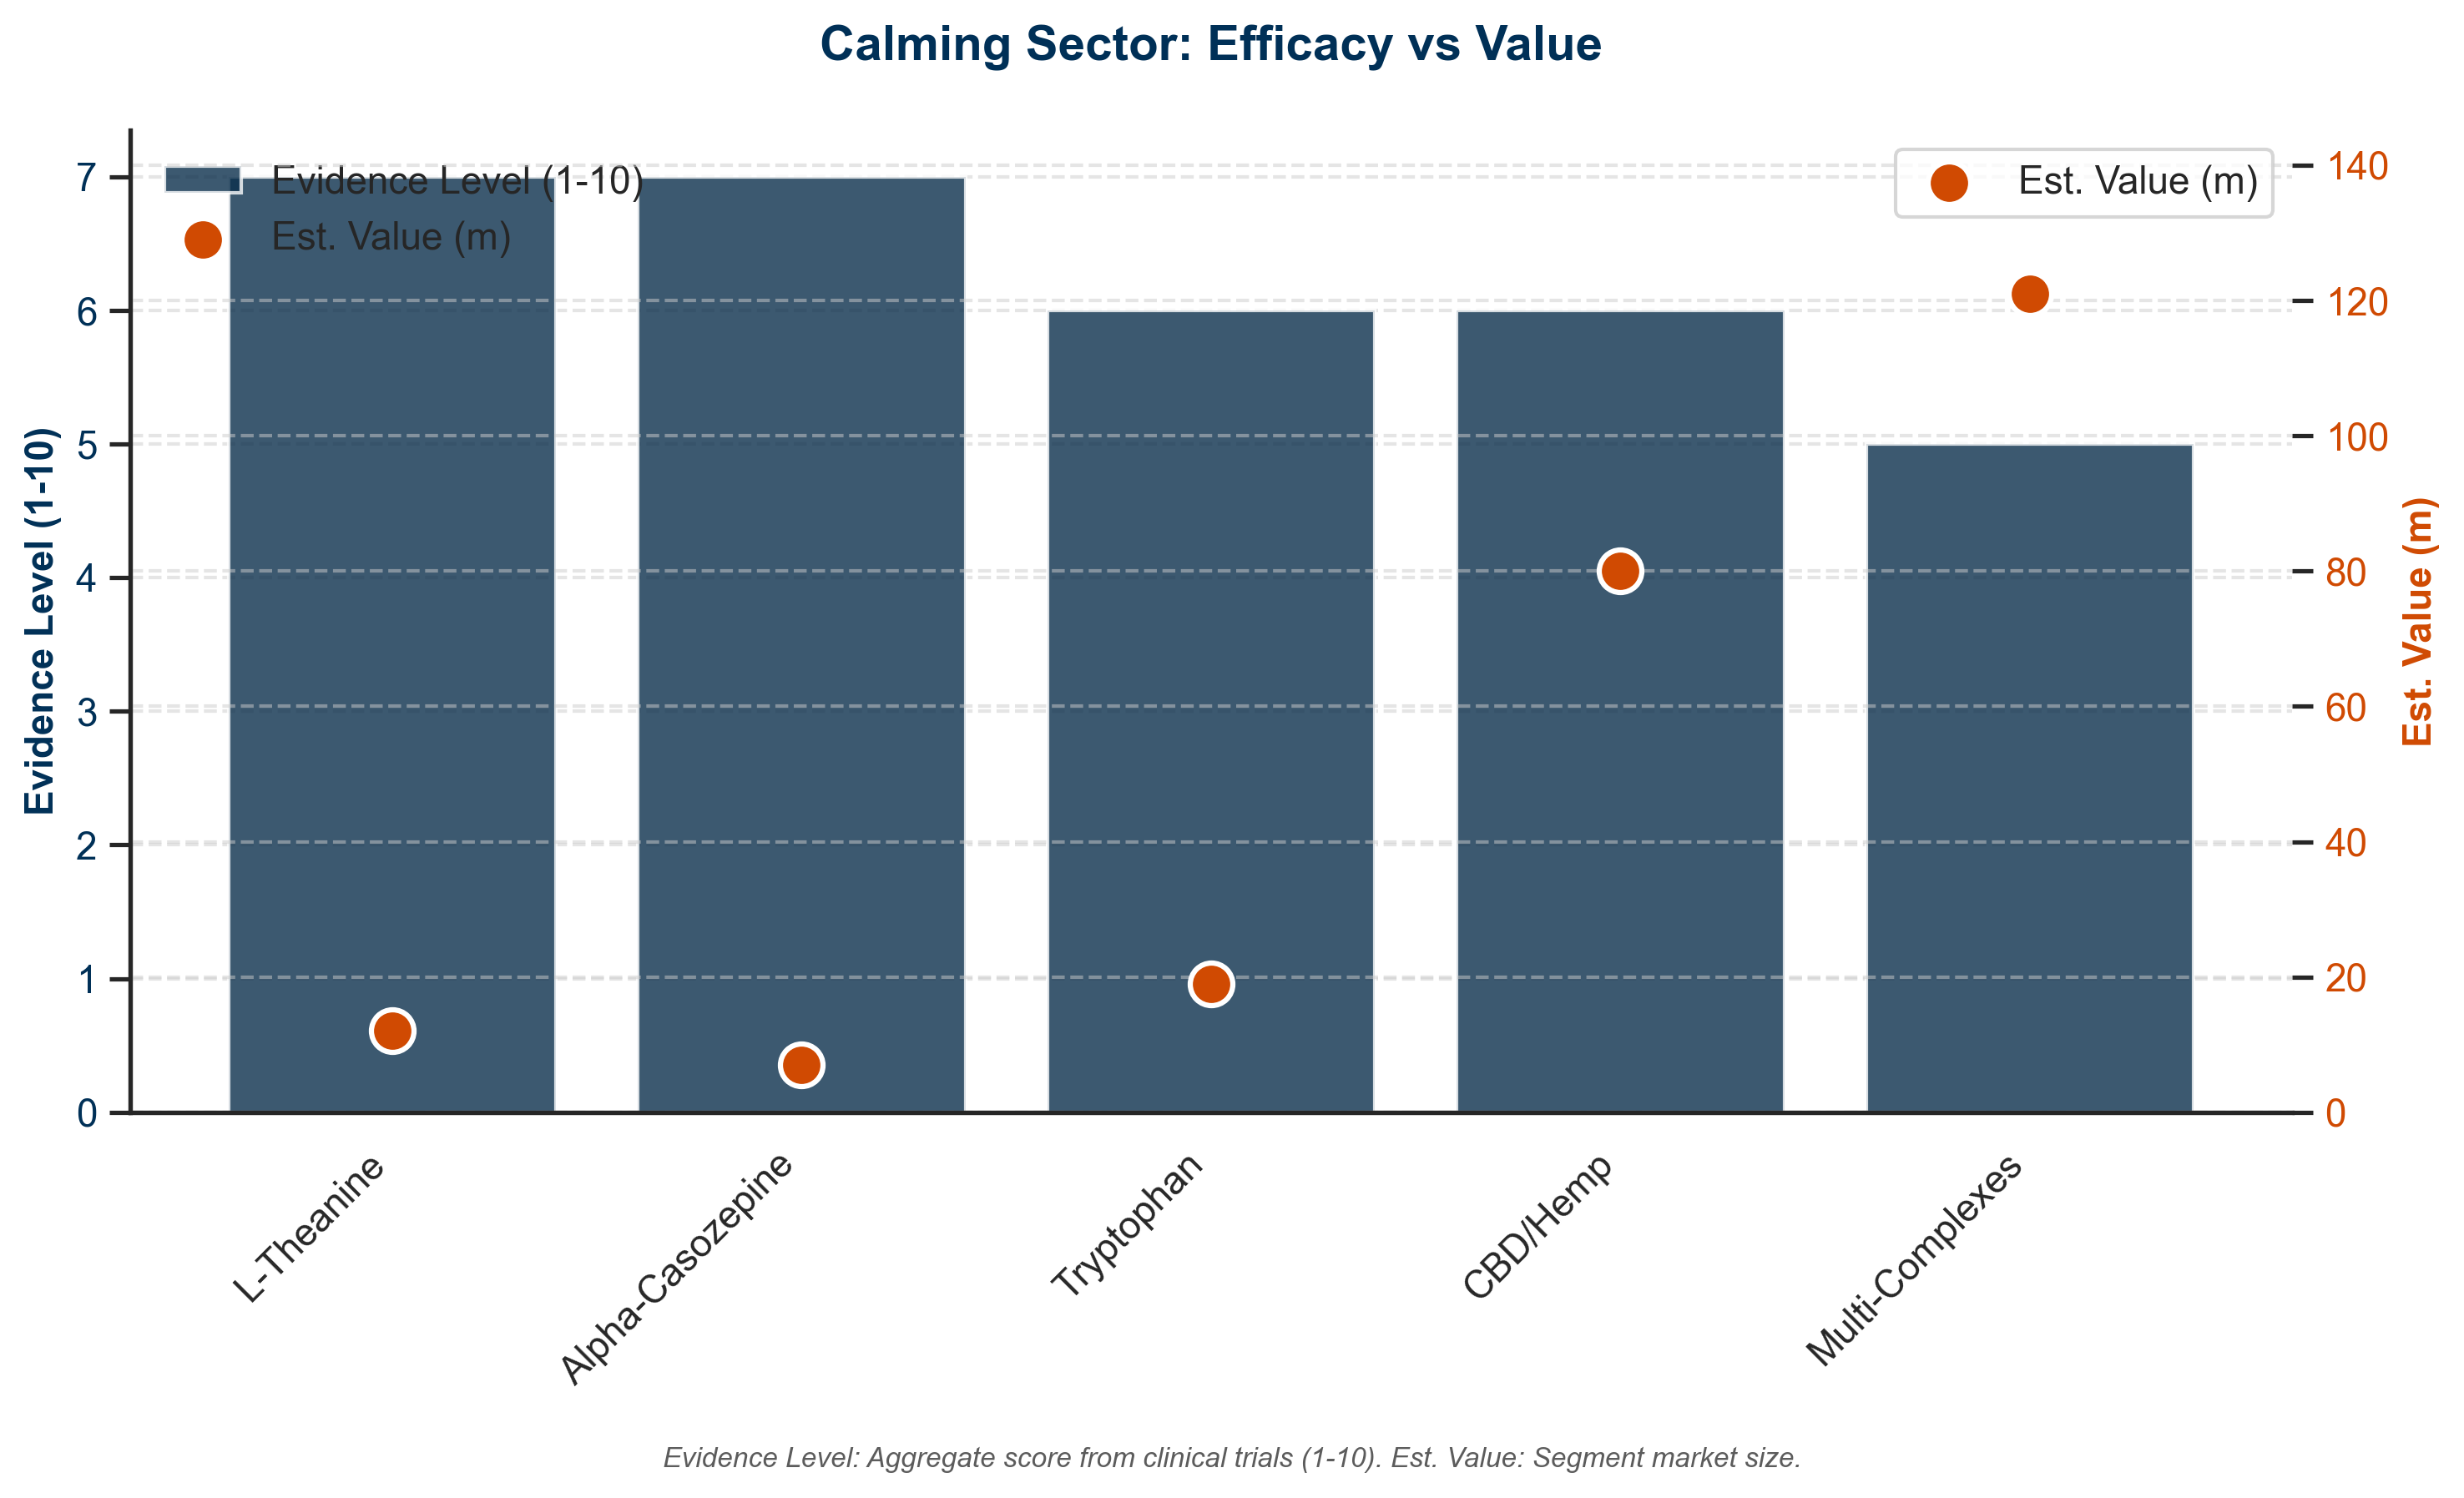 Calming Sector: Efficacy vs Value
Evidence Level (1-10)
Est. Value (m)
Est. Value (m)
7
6
5
4
3
2
1
0
Evidence Level (1-10)
140
120
100
80
60
40
20
0
Est. Value (m)
L-Theanine
Alpha-Casozepine
Tryptophan
CBD/Hemp
Multi-Complexes
Evidence Level: Aggregate score from clinical trials (1-10). Est. Value: Segment market size.